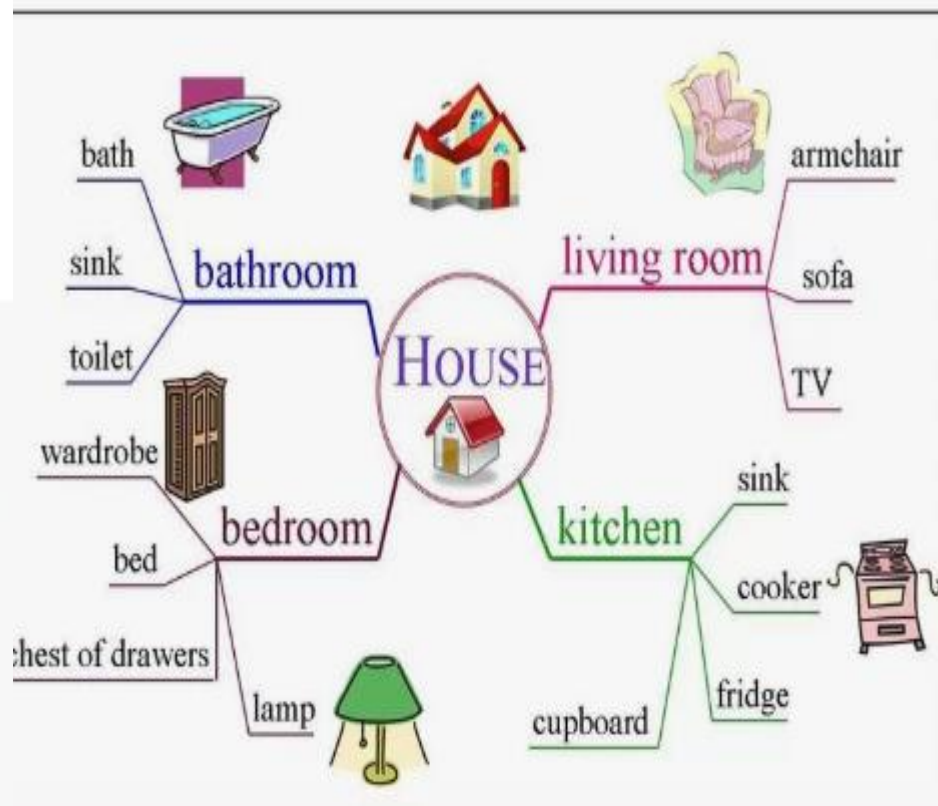 HOUSE
bathroom
bath
sink
toilet
living room
armchair
sofa
TV
bedroom
wardrobe
bed
hest of drawers
lamp
kitchen
sink
cooker
fridge
cupboard